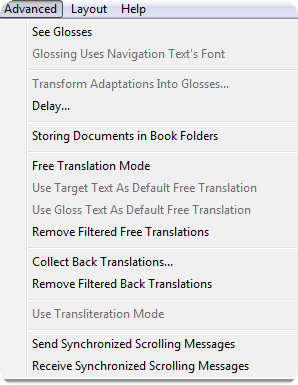 Advanced Layout Help
See Glosses
Glossing Uses Navigation Text's Font
Transform Adaptations Into Glosses...
Delay...
Storing Documents in Book Folders
Free Translation Mode
Use Target Text As Default Free Translation
Use Gloss Text As Default Free Translation
Remove Filtered Free Translations
Collect Back Translations...
Remove Filtered Back Translations
Use Transliteration Mode
Send Synchronized Scrolling Messages
Receive Synchronized Scrolling Messages